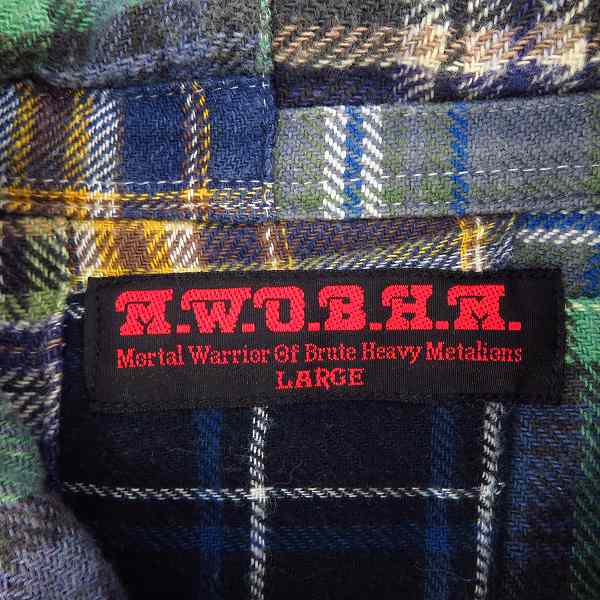 M.W.O.B.H.M.
Mortal Warrior Of Brute Heavy Metalions
LARGE